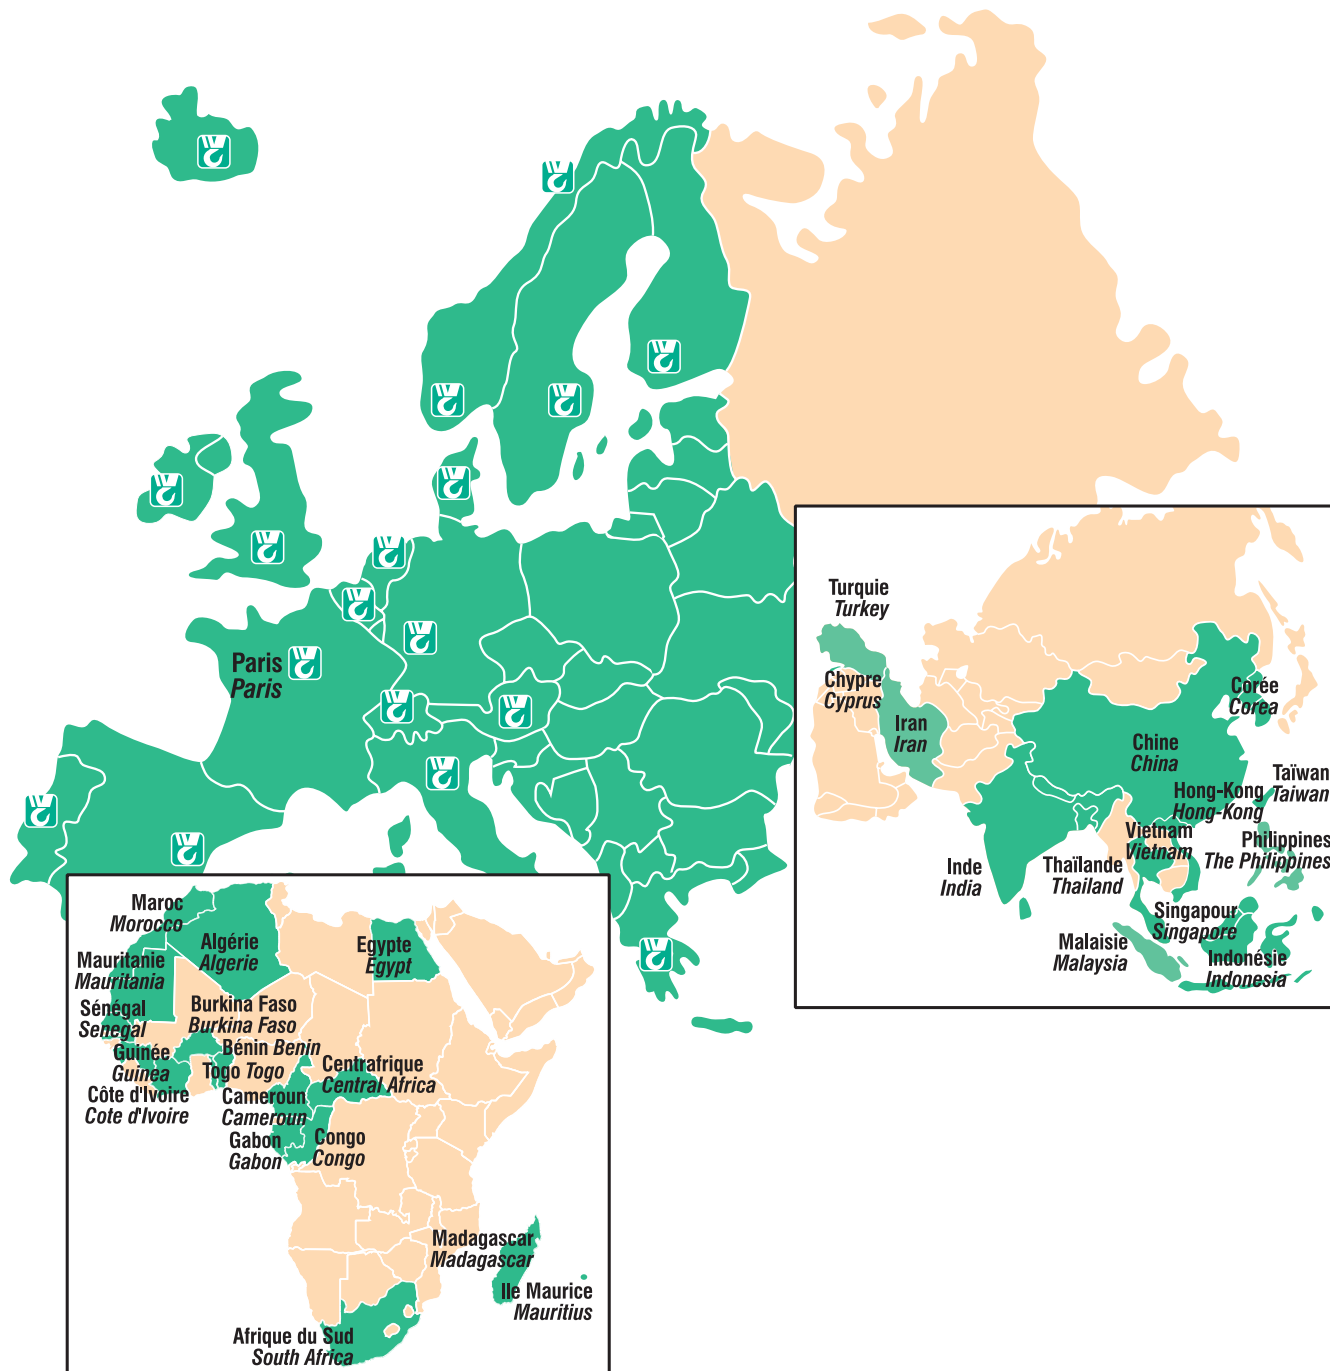 Paris
Paris
Turquie
Turkey
Chypre
Cyprus
Iran
Iran
Corée
Corea
Chine
China
Taïwan
Taiwan
Hong-Kong
Hong-Kong
Vietnam
Vietnam
Philippines
The Philippines
Inde
India
Thaïlande
Thailand
Singapour
Singapore
Malaisie
Malaysia
Indonésie
Indonesia
Maroc
Morocco
Algérie
Algerie
Egypte
Egypt
Mauritanie
Mauritania
Sénégal
Senegal
Burkina Faso
Burkina Faso
Guinée
Guinea
Bénin Benin
Togo Togo
Centrafrique
Central Africa
Côte d'Ivoire
Cote d'Ivoire
Cameroun
Cameroun
Gabon
Gabon
Congo
Congo
Madagascar
Madagascar
Ile Maurice
Mauritius
Afrique du Sud
South Africa